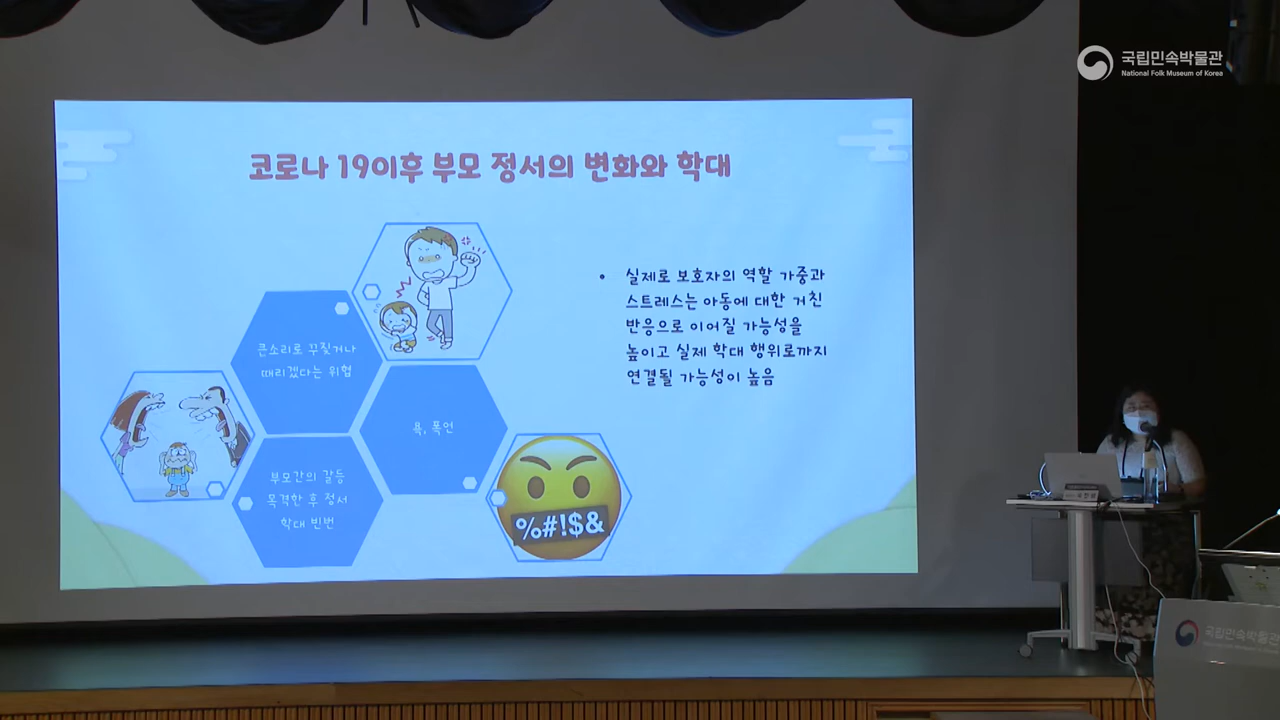 국립민속박물관
National Folk Museum of Korea
코로나 19이후 부모 정서의 변화와 학대
큰소리로 꾸짖거나
때리겠다는 위협
욕, 폭언
부모간의 갈등
목격한 후 정서
학대 빈번
%#!$&
• 실제로 보호자의 역할 가중과
스트레스는 아동에 대한 거친
반응으로 이어질 가능성을
높이고 실제 학대 행위로까지
연결될 가능성이 높음
국립민속박물관